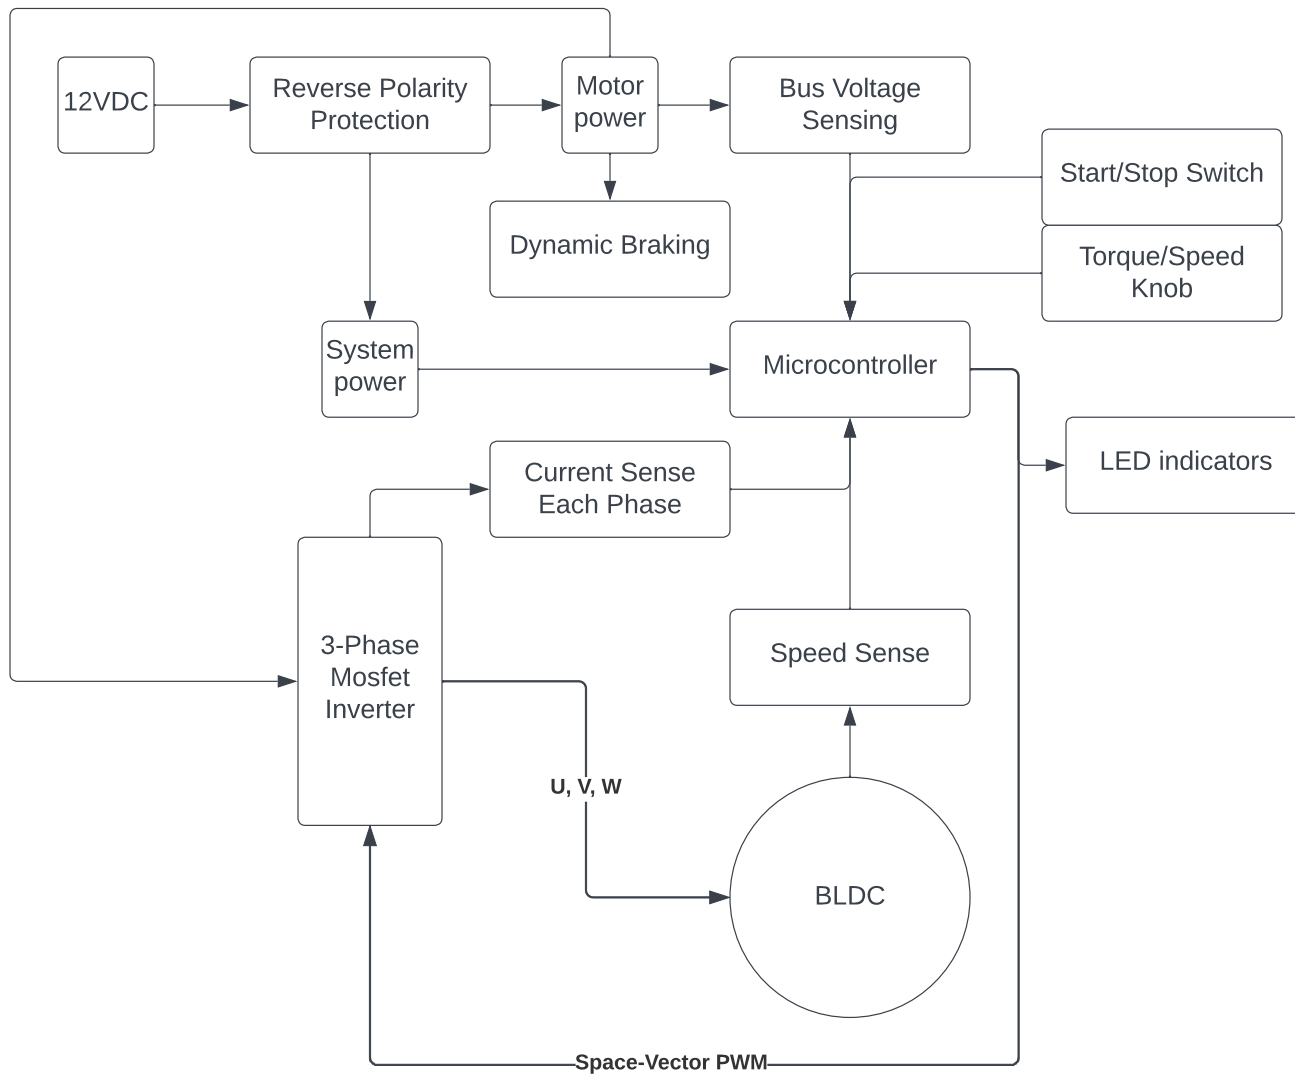 12VDC
Reverse Polarity
Protection
Motor
power
Bus Voltage
Sensing
Start/Stop Switch
Dynamic Braking
Torque/Speed
Knob
System
power
Microcontroller
LED indicators
Current Sense
Each Phase
3-Phase
Mosfet
Inverter
Speed Sense
U, V, W
BLDC
Space-Vector PWM